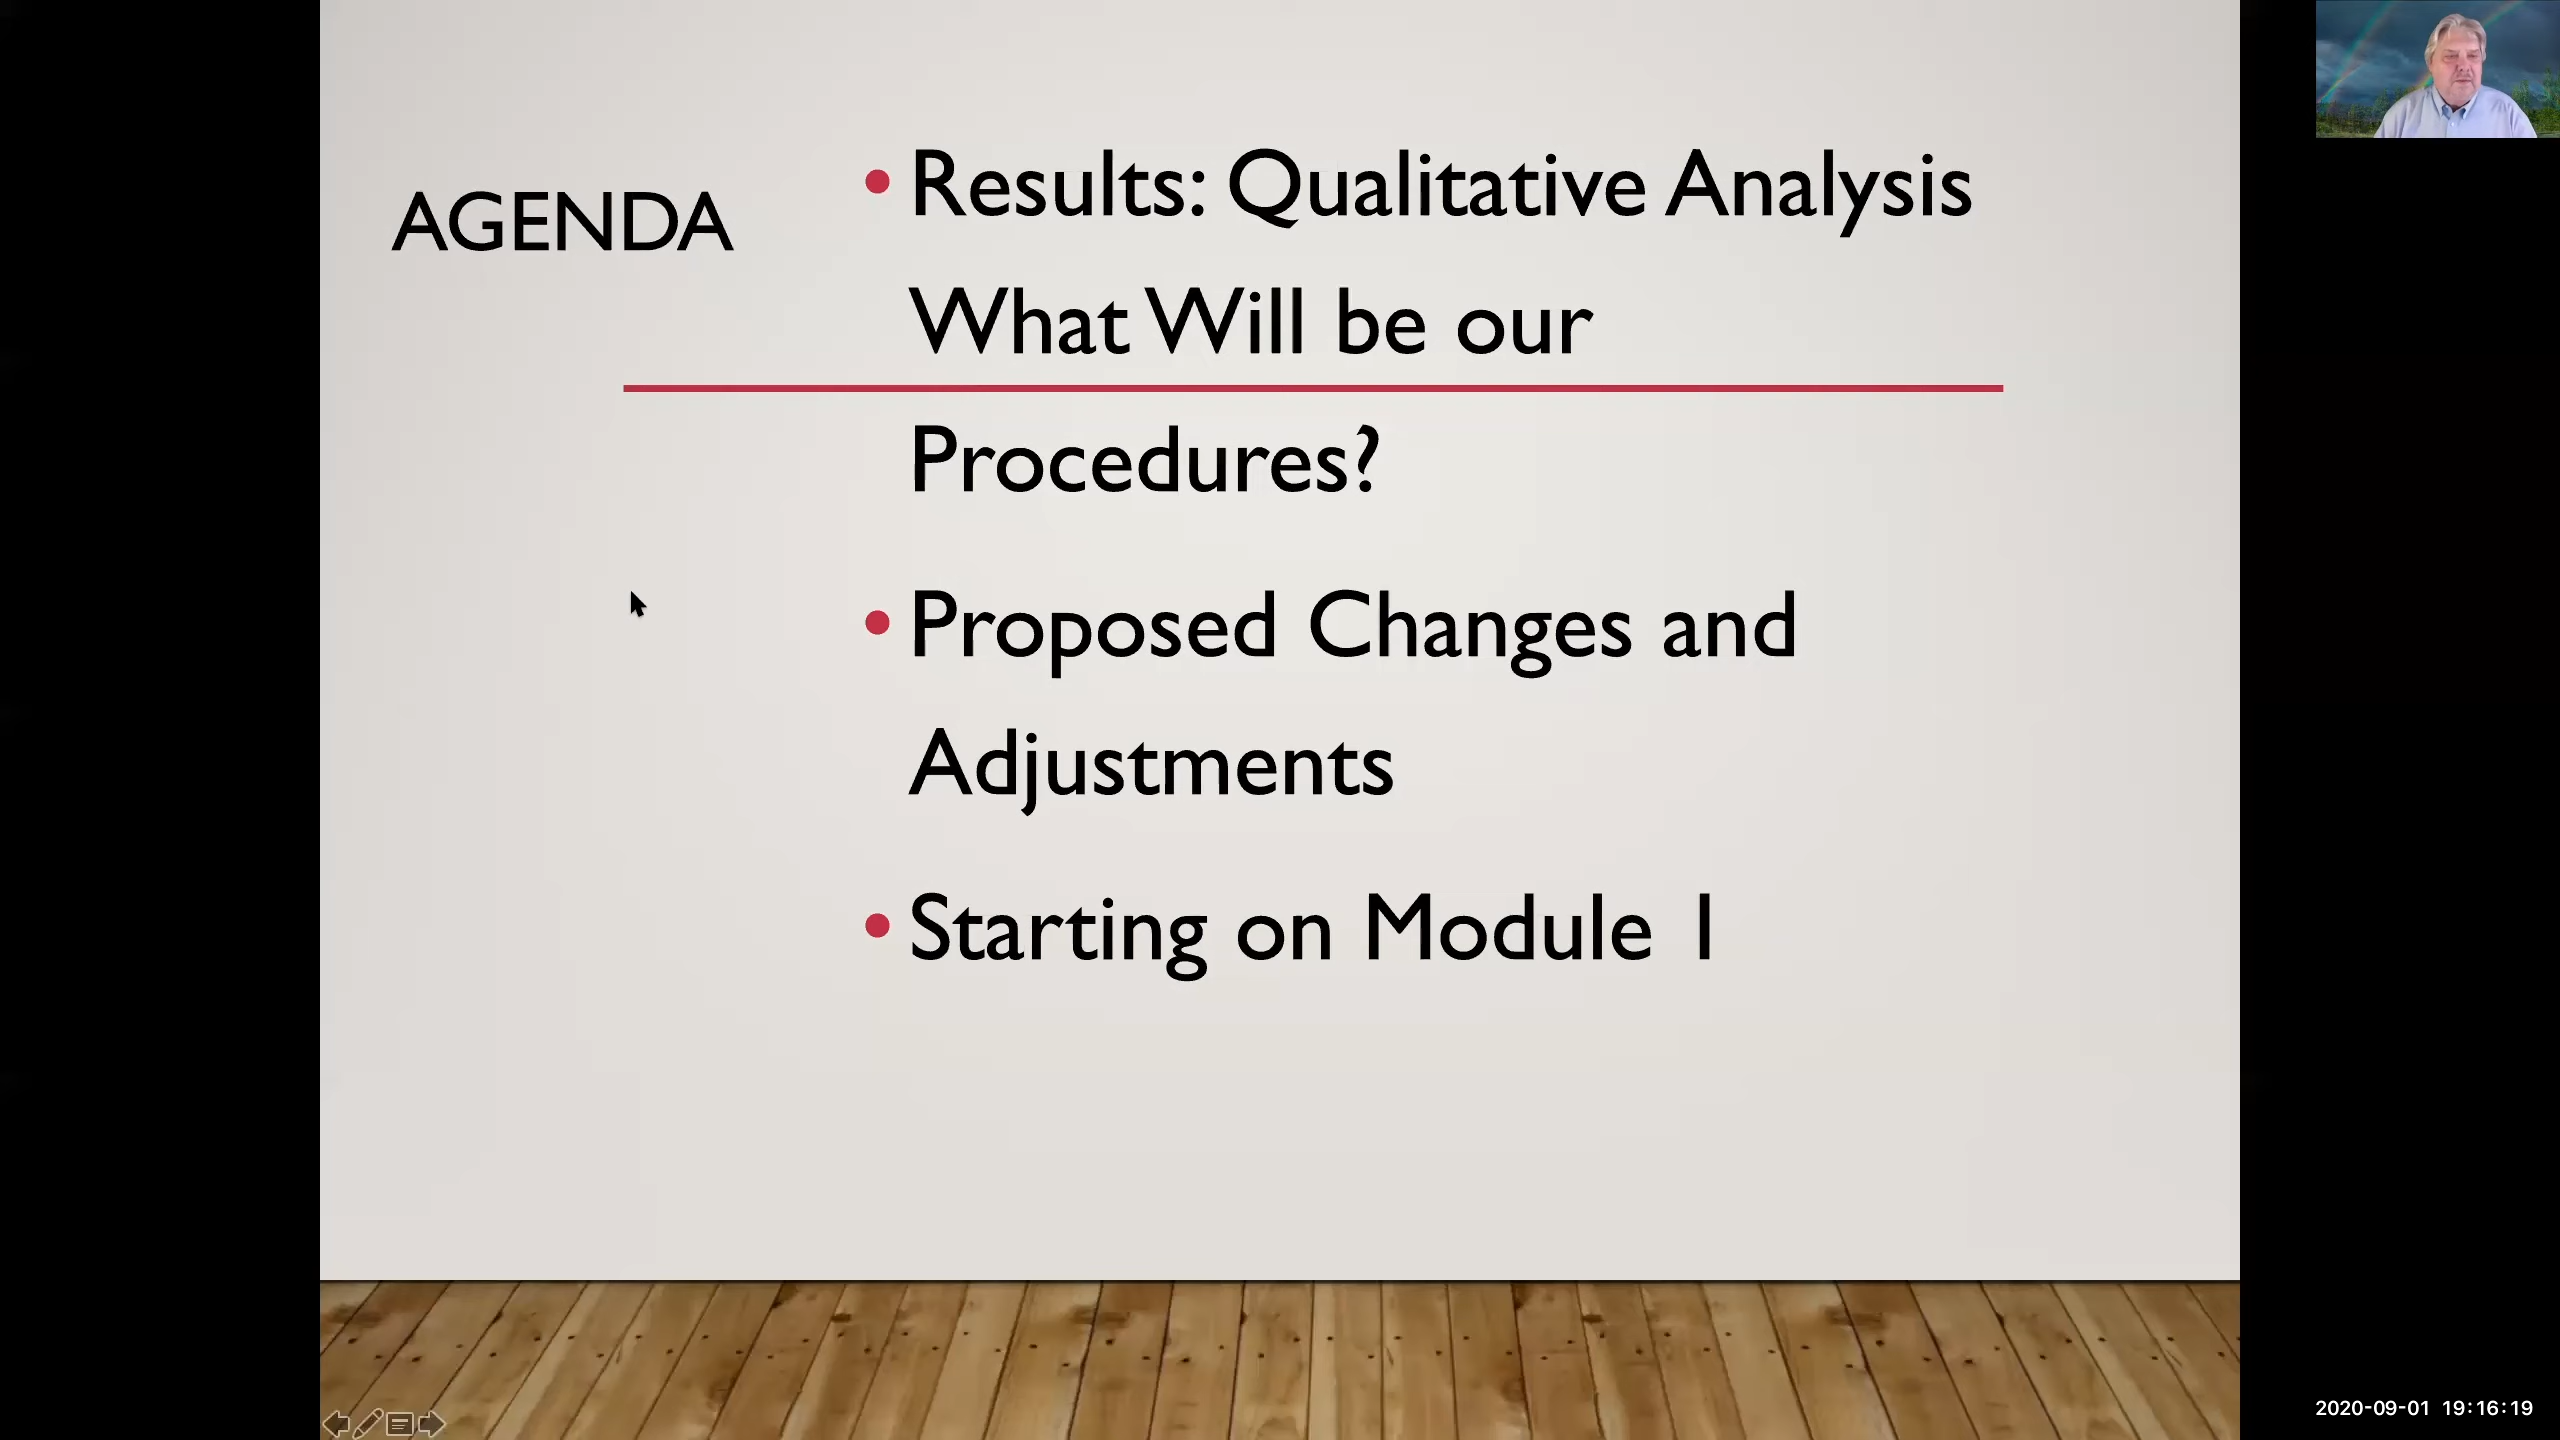 AGENDA
• Results: Qualitative Analysis
What Will be our
Procedures?
• Proposed Changes and
Adjustments
• Starting on Module 1
2020-09-01 19:16:19